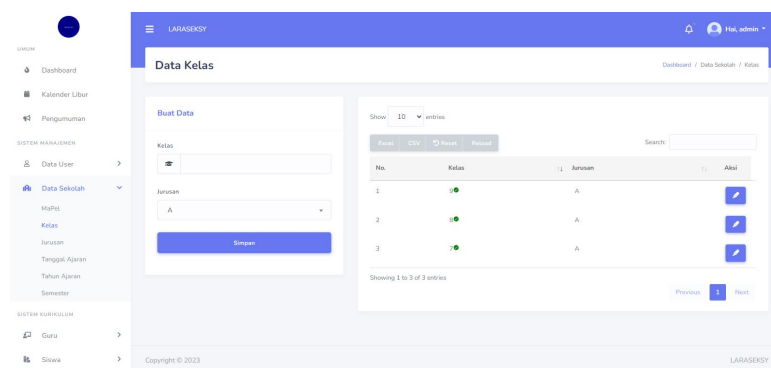 LARASEKSY
Hai, admin
UMUM
Dashboard
Kalender Libur
Pengumuman
SISTEM MANAJEMEN
Data User
Data Sekolah
MaPel
Kelas
Jurusan
Tanggal Ajaran
Tahun Ajaran
Semester
SISTEM KURIKULUM
Guru
Siswa
Data Kelas
Dashboard / Data Sekolah / Kelas
Buat Data
Kelas
Jurusan
A
Simpan
Show 10 entries
Excel CSV Reset Reload
Search:
No. Kelas Jurusan Aksi
1 9 A
2 8 A
3 7 A
Showing 1 to 3 of 3 entries
Previous 1 Next
Copyright © 2023
LARASEKSY